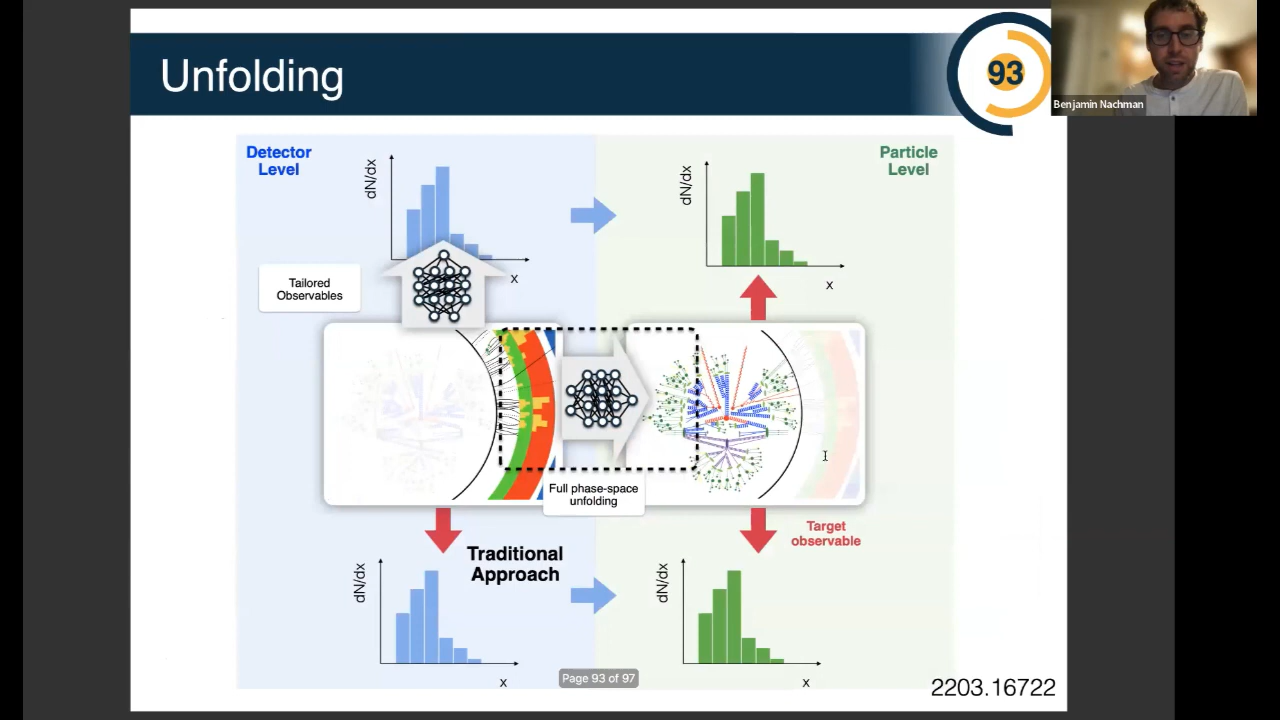 Unfolding
93
Benjamin Nachman
Detector
Level
Particle
Level
dN/dx
x
dN/dx
x
Tailored
Observables
Full phase-space
unfolding
Target
observable
Traditional
Approach
dN/dx
x
dN/dx
x
Page 93 of 97
2203.16722